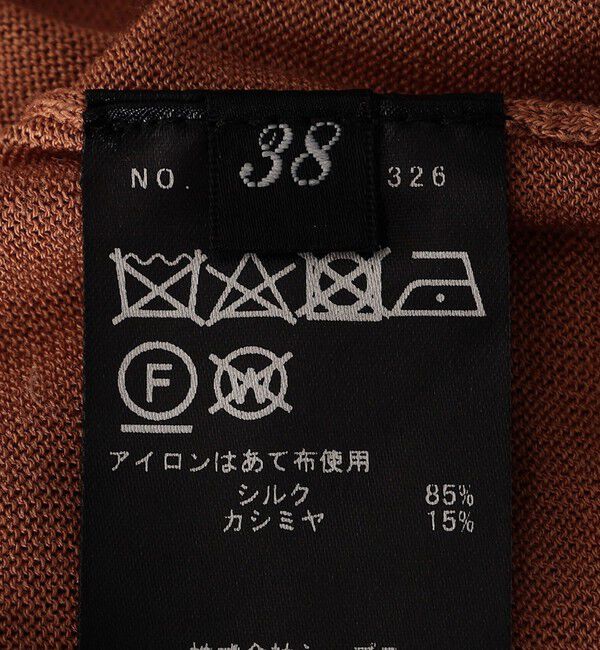 38
NO. 326
F W
アイロンはあて布使用
シルク 85%
カシミヤ 15%